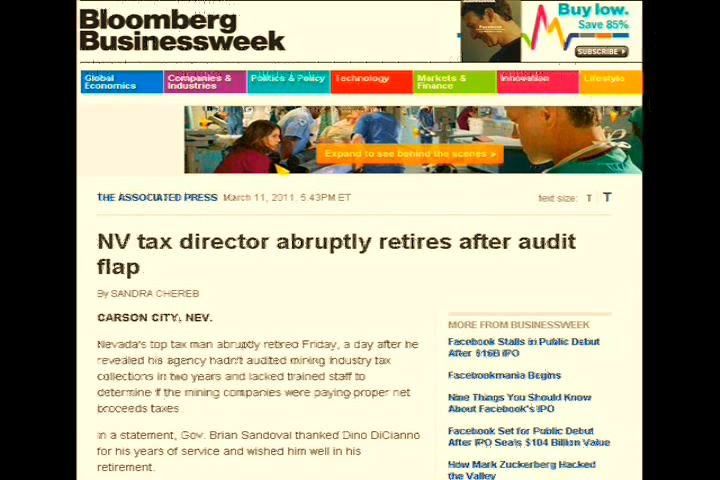 Bloomberg
Businessweek
Buy low.
Save 85%
SUBSCRIBE
Global
Economics
Companies &
Industries
Politics & Policy
Technology
Markets &
Finance
Innovation
Lifestyle
Expand to see behind the scenes
THE ASSOCIATED PRESS March 11, 2011, 5:43PM ET
text size: T T
NV tax director abruptly retires after audit
flap
By SANDRA CHEREB
CARSON CITY, NEV.
Nevada's top tax man abruptly retired Friday, a day after he
revealed his agency hadn't audited mining industry tax
collections in two years and lacked trained staff to
determine if the mining companies were paying proper net
proceeds taxes.
In a statement, Gov. Brian Sandoval thanked Dino DiCianno
for his years of service and wished him well in his
retirement.
MORE FROM BUSINESSWEEK
Facebook Stalls in Public Debut
After $16B IPO
Facebookmania Begins
Nine Things You Should Know
About Facebook's IPO
Facebook Set for Public Debut
After IPO Seals $104 Billion Value
How Mark Zuckerberg Hacked
the Valley